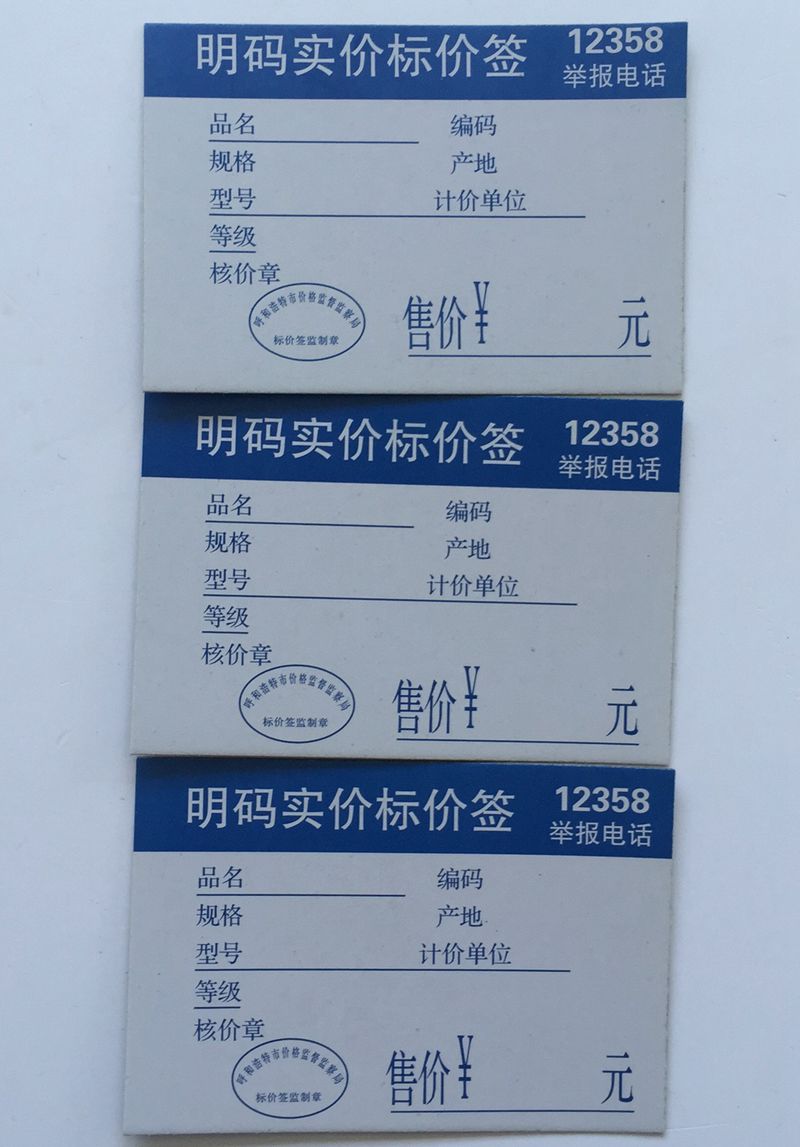 明码实价标价签 12358
举报电话
品名 编码
规格 产地
型号 计价单位
等级
核价章
呼和浩特市价格监督监察局
标价签监制章
售价¥ 元
明码实价标价签 12358
举报电话
品名 编码
规格 产地
型号 计价单位
等级
核价章
呼和浩特市价格监督监察局
标价签监制章
售价¥ 元
明码实价标价签 12358
举报电话
品名 编码
规格 产地
型号 计价单位
等级
核价章
呼和浩特市价格监督监察局
标价签监制章
售价¥ 元